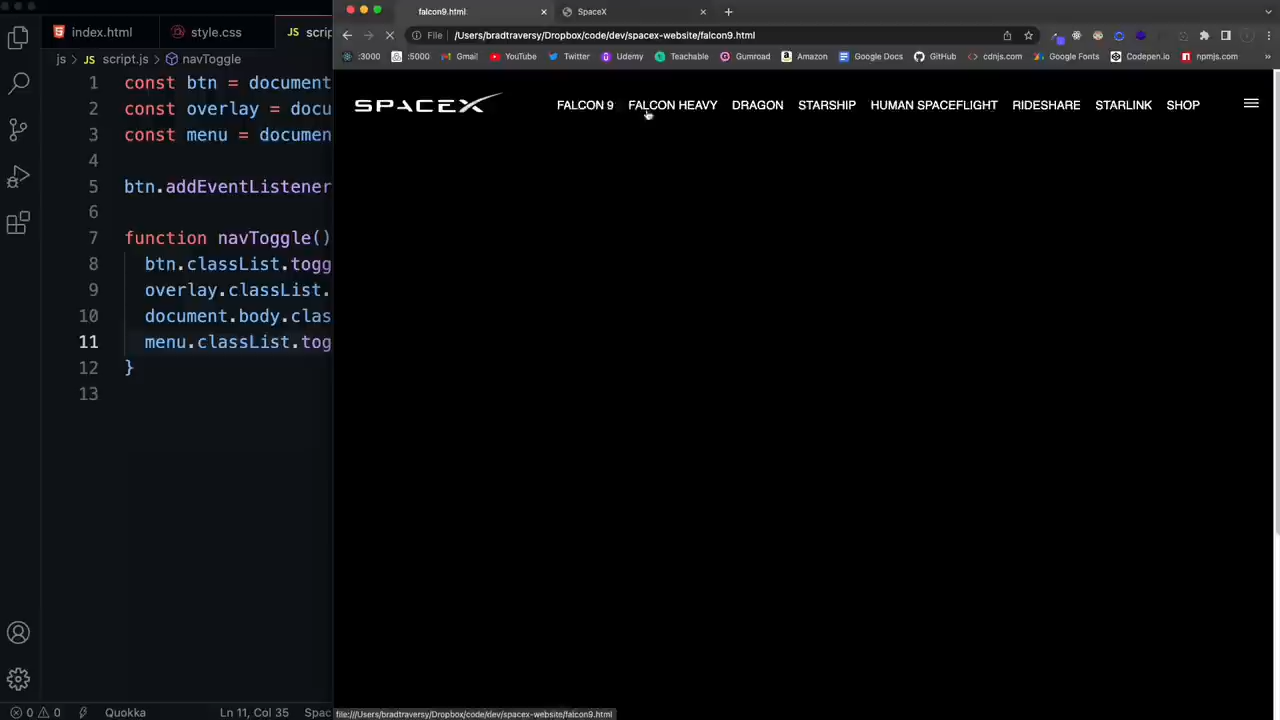 index.html
style.css
JS scrip
js > JS script.js > navToggle
1 const btn = document
2 const overlay = docu
3 const menu = documen
4
5 btn.addEventListener
6
7 function navToggle()
8 btn.classList.togg
9 overlay.classList.
10 document.body.clas
11 menu.classList.tog
12 }
13
0 0 Quokka Ln 11, Col 35 Spac
falcon9.html
SpaceX
File /Users/bradtraversy/Dropbox/code/dev/spacex-website/falcon9.html
:3000 :5000 Gmail YouTube Twitter Udemy Teachable Gumroad Amazon Google Docs GitHub cdnjs.com Google Fonts Codepen.io npmjs.com »
SPACEX FALCON 9 FALCON HEAVY DRAGON STARSHIP HUMAN SPACEFLIGHT RIDESHARE STARLINK SHOP
file:///Users/bradtraversy/Dropbox/code/dev/spacex-website/falcon9.html